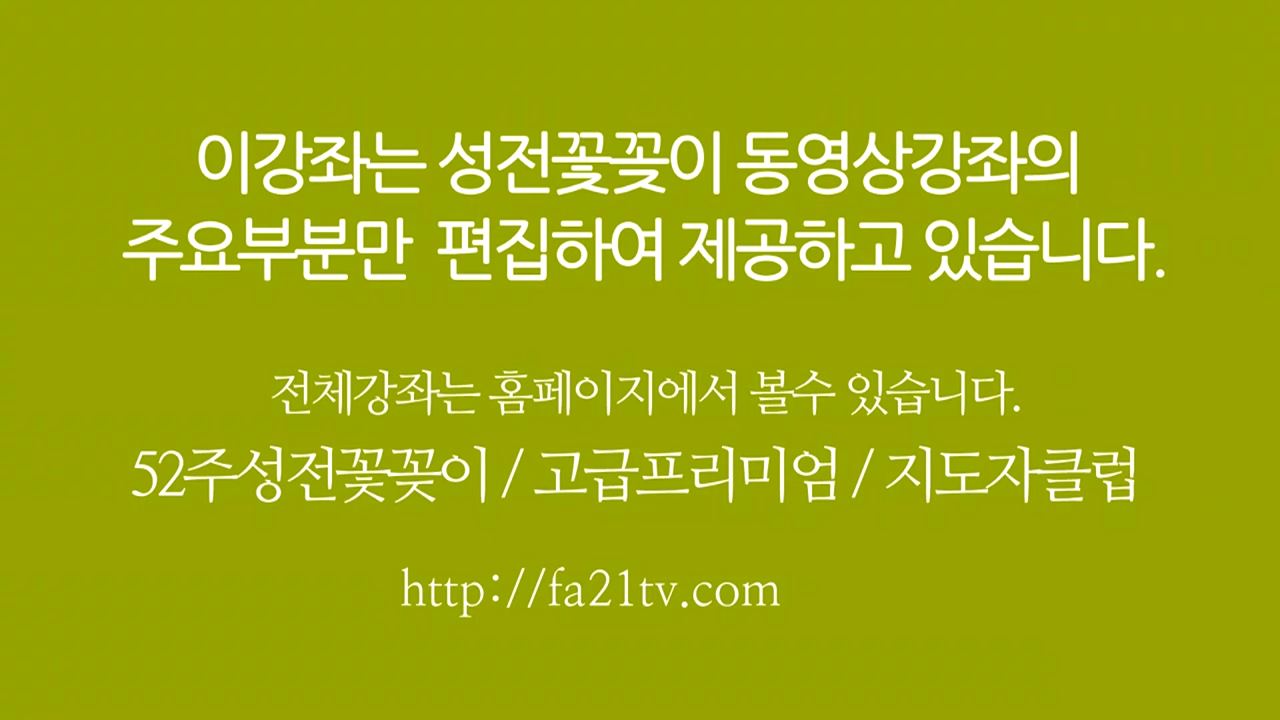 이강좌는 성전꽃꽂이 동영상강좌의
주요부분만 편집하여 제공하고 있습니다.
전체강좌는 홈페이지에서 볼수 있습니다.
52주성전꽃꽂이 / 고급프리미엄 / 지도자클럽
http://fa21tv.com